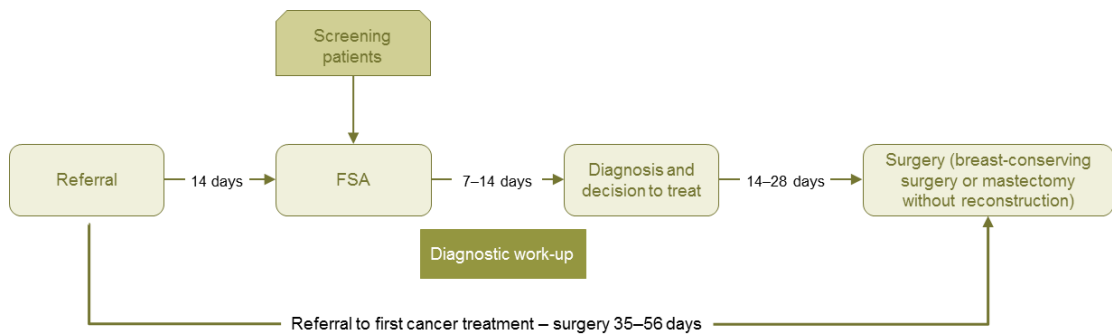 Screening
patients
Referral
14 days
FSA
7–14 days
Diagnosis and
decision to treat
14–28 days
Surgery (breast-conserving
surgery or mastectomy
without reconstruction)
Diagnostic work-up
Referral to first cancer treatment – surgery 35–56 days